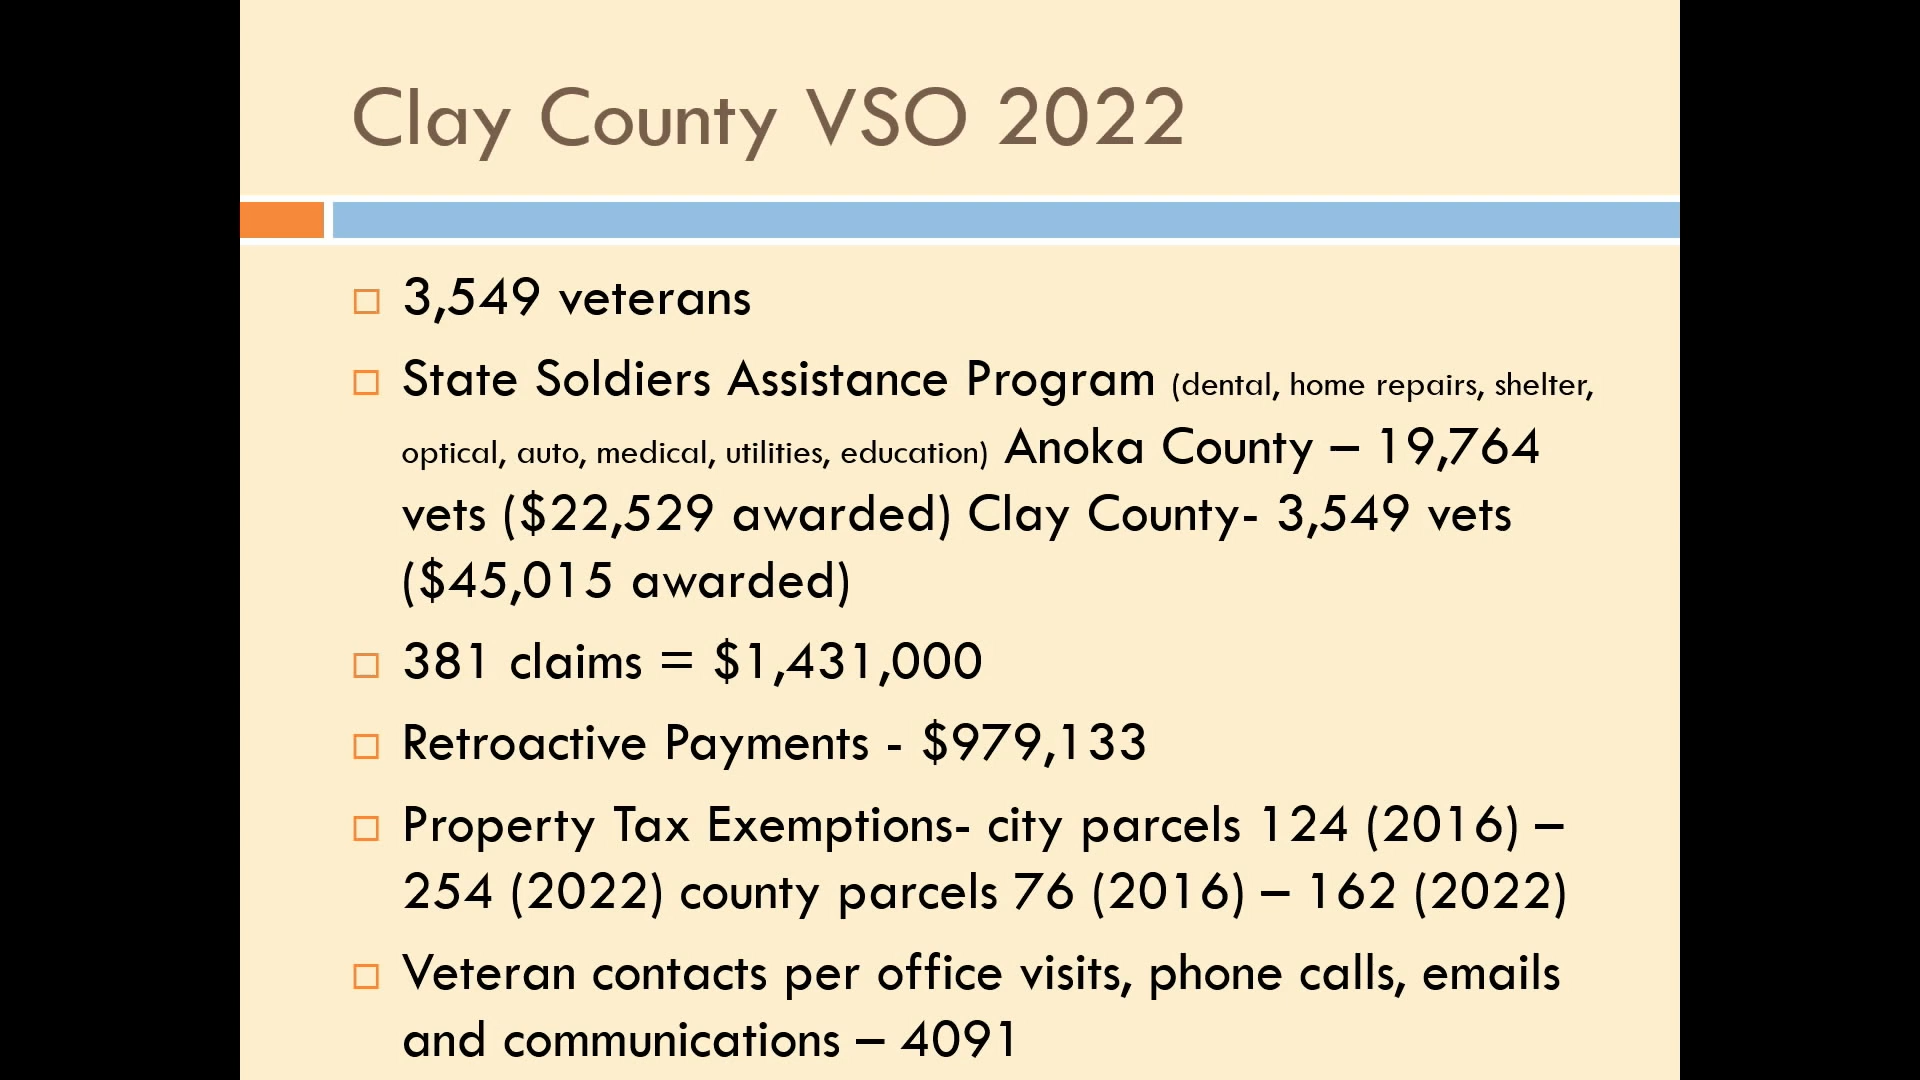 Clay County VSO 2022
3,549 veterans
State Soldiers Assistance Program (dental, home repairs, shelter,
optical, auto, medical, utilities, education) Anoka County – 19,764
vets ($22,529 awarded) Clay County- 3,549 vets
($45,015 awarded)
381 claims = $1,431,000
Retroactive Payments - $979,133
Property Tax Exemptions- city parcels 124 (2016) –
254 (2022) county parcels 76 (2016) – 162 (2022)
Veteran contacts per office visits, phone calls, emails
and communications – 4091